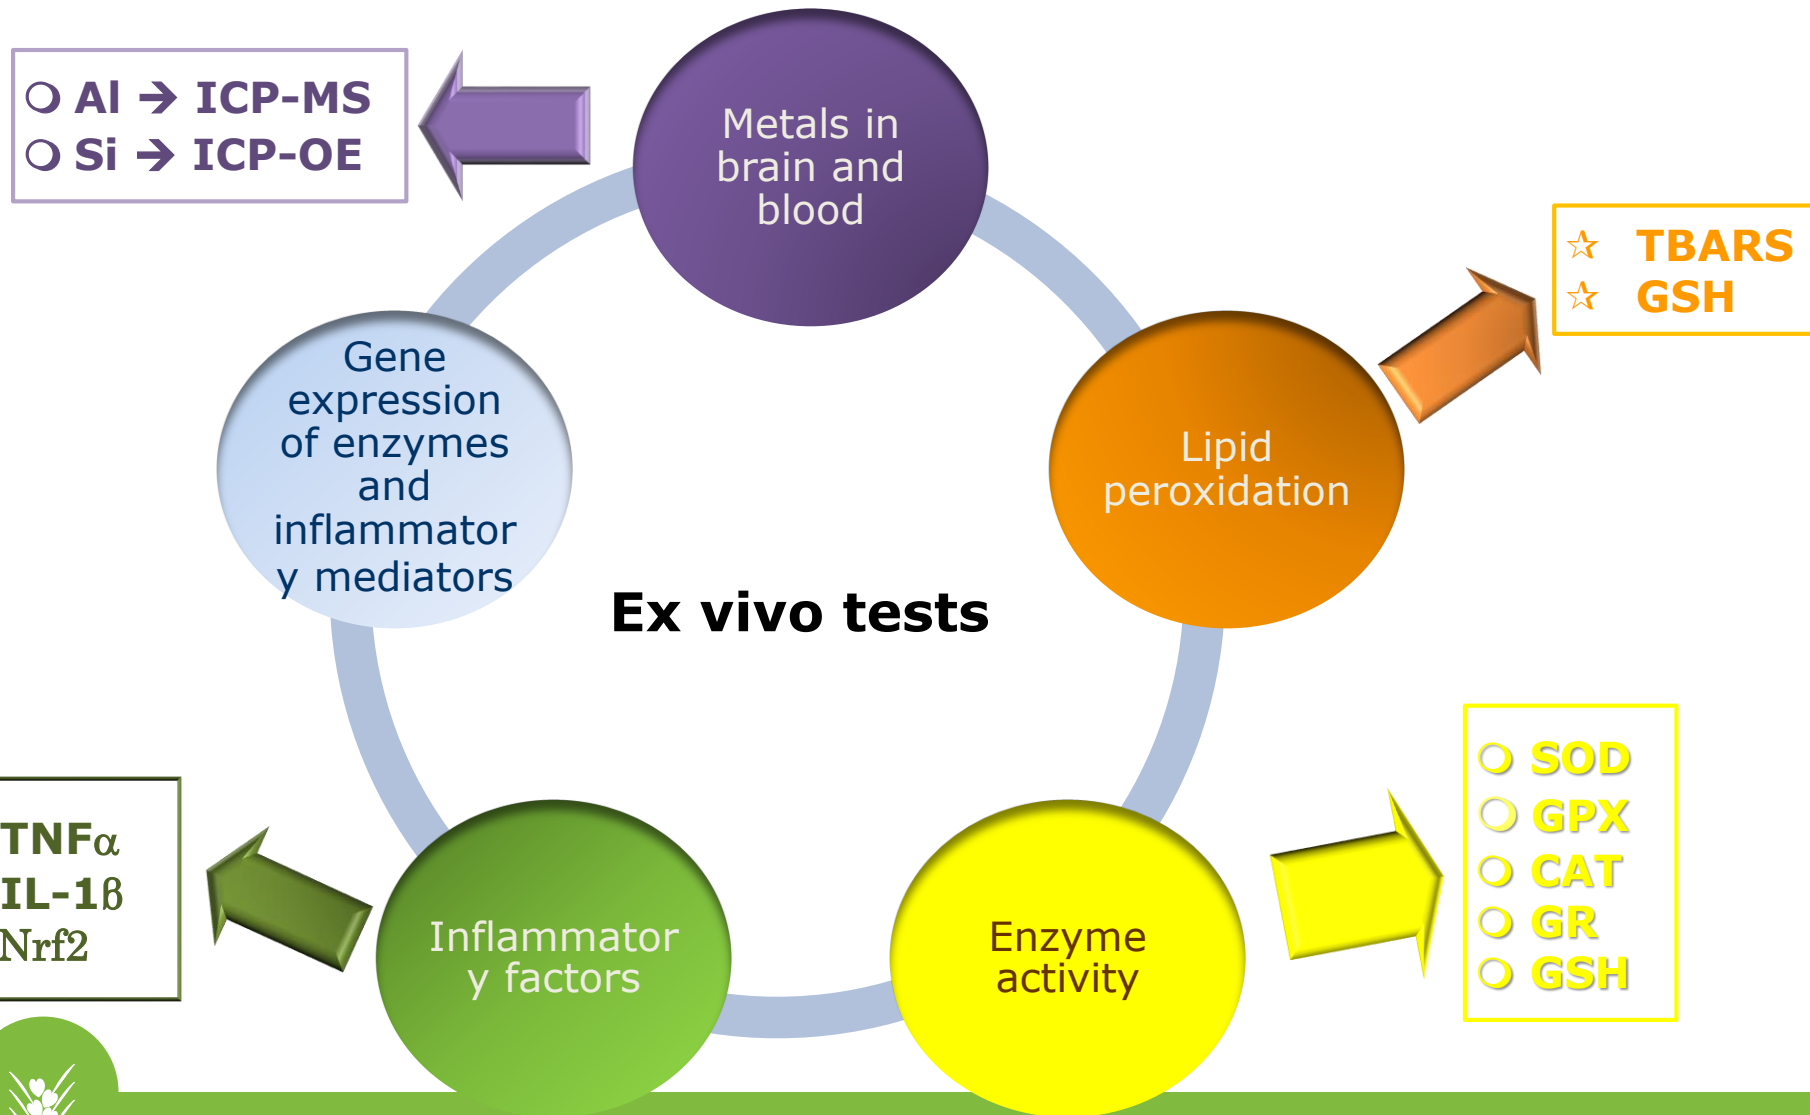 Al → ICP-MS
Si → ICP-OE
Metals in
brain and
blood
TBARS
GSH
Lipid
peroxidation
Gene
expression
of enzymes
and
inflammator
y mediators
Ex vivo tests
SOD
GPX
CAT
GR
GSH
Enzyme
activity
Inflammator
y factors
TNFα
IL-1β
Nrf2